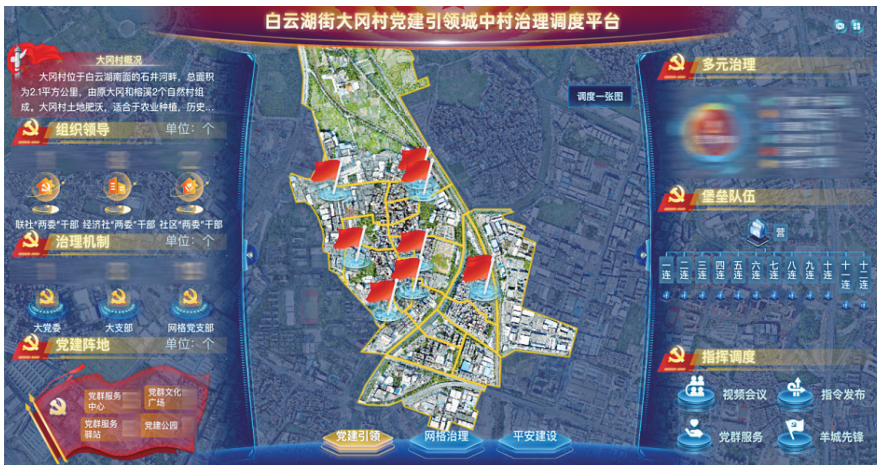 白云湖街大冈村党建引领城中村治理调度平台
大冈村概况
大冈村位于白云湖南面的石井河畔，总面积
为2.1平方公里，由原大冈和榕溪2个自然村组
成。大冈村土地肥沃，适合于农业种植，历史...
组织领导 单位：个
联社“两委”干部 经济社“两委”干部 社区“两委”干部
治理机制 单位：个
大党委 大支部 网格党支部
党建阵地 单位：个
党群服务
中心
党群文化
广场
党群服务
驿站
党建公园
调度一张图
党建引领 网格治理 平安建设
多元治理
堡垒队伍
营
一连 二连 三连 四连 五连 六连 七连 八连 九连 十连 十一连 十二连
指挥调度
视频会议 指令发布
党群服务 羊城先锋